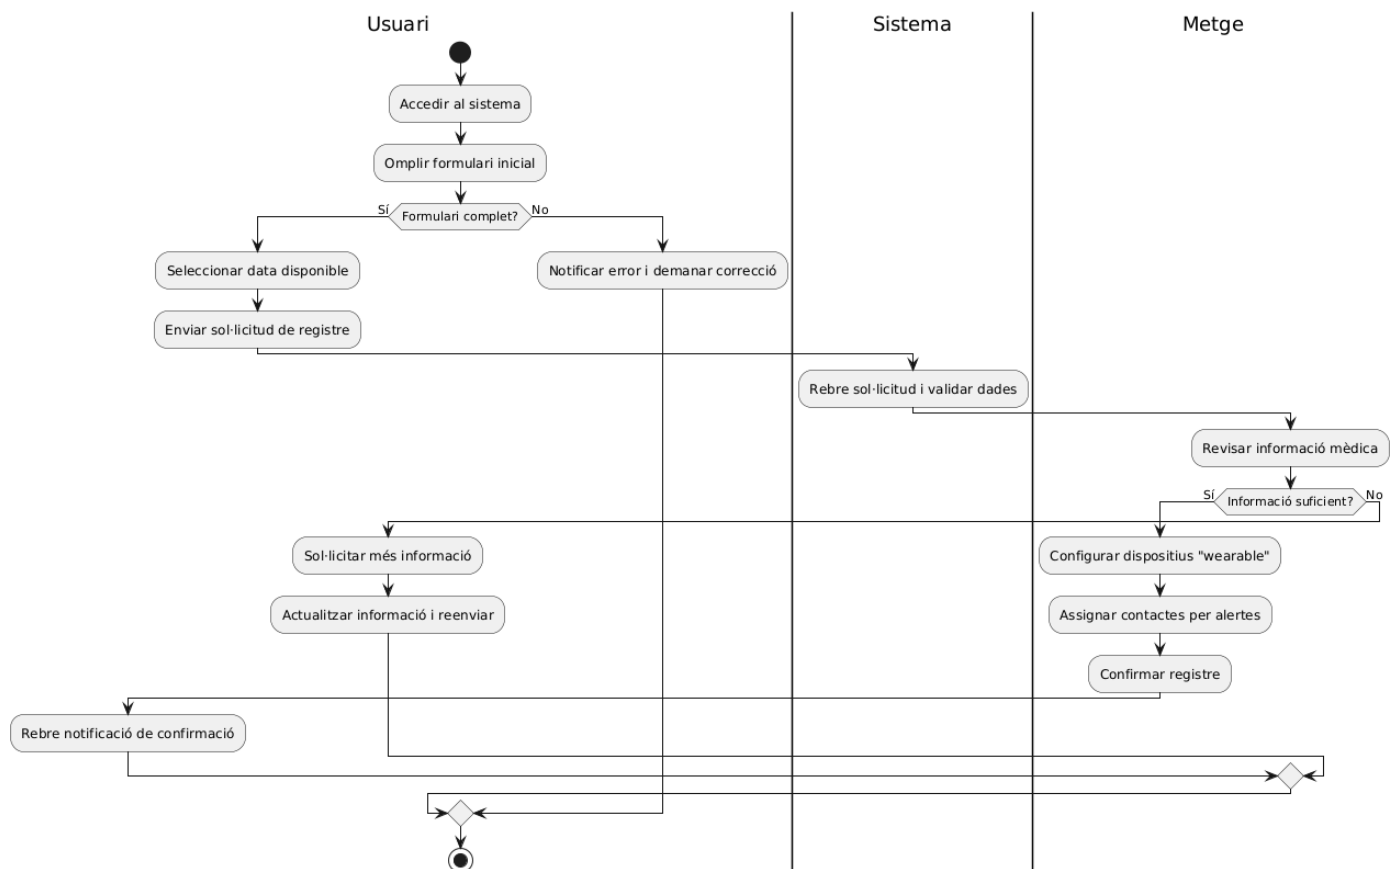 Usuari
Sistema
Metge
Accedir al sistema
Omplir formulari inicial
Sí
Formulari complet?
No
Seleccionar data disponible
Notificar error i demanar correcció
Enviar sol·licitud de registre
Rebre sol·licitud i validar dades
Revisar informació mèdica
Sí
Informació suficient?
No
Sol·licitar més informació
Configurar dispositius "wearable"
Actualitzar informació i reenviar
Assignar contactes per alertes
Confirmar registre
Rebre notificació de confirmació